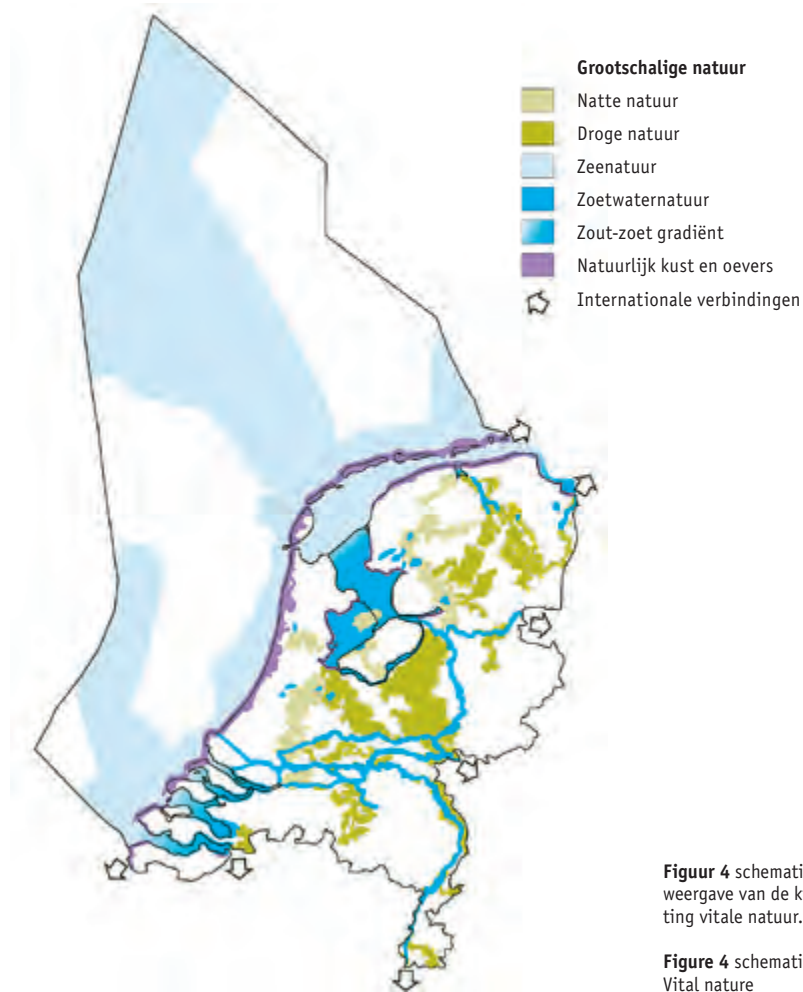 Grootschalige natuur
Natte natuur
Droge natuur
Zeenatuur
Zoetwaternatuur
Zout-zoet gradiënt
Natuurlijk kust en oevers
Internationale verbindingen
Figuur 4 schemati
weergave van de k
ting vitale natuur.
Figure 4 schemati
Vital nature